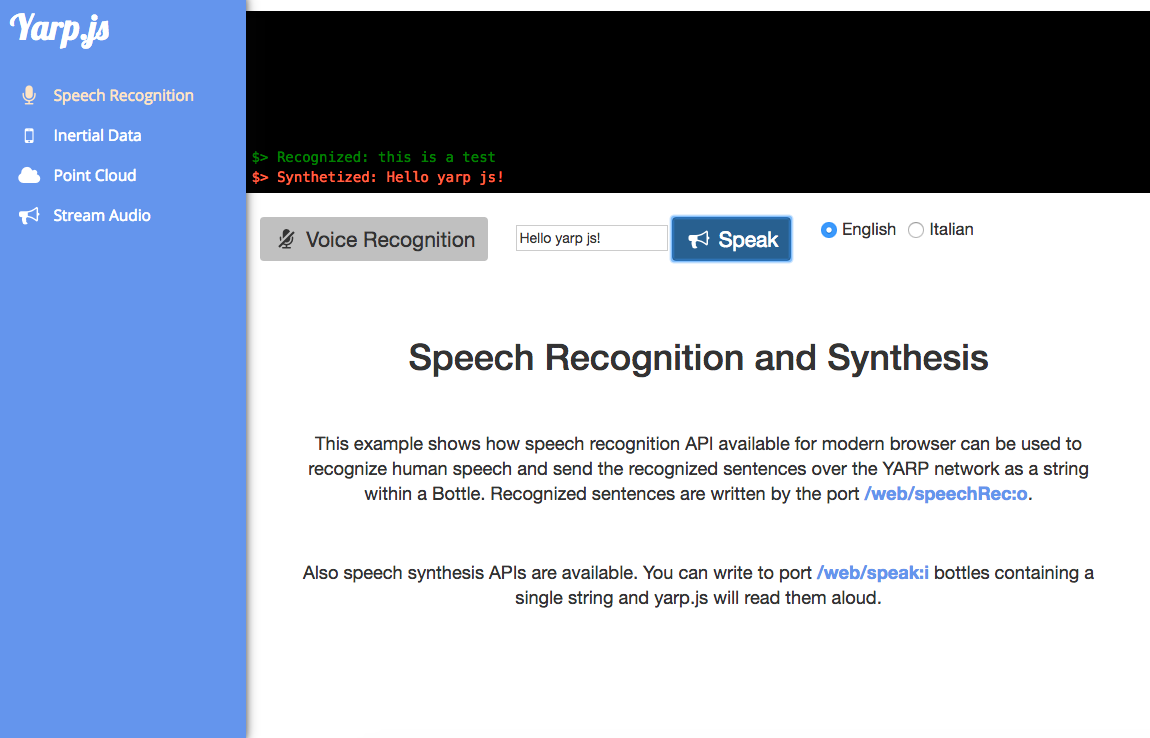 Yarp.js
Speech Recognition
Inertial Data
Point Cloud
Stream Audio
$> Recognized: this is a test
$> Synthetized: Hello yarp js!
Voice Recognition
Hello yarp js!
Speak
English
Italian
Speech Recognition and Synthesis
This example shows how speech recognition API available for modern browser can be used to
recognize human speech and send the recognized sentences over the YARP network as a string
within a Bottle. Recognized sentences are written by the port /web/speechRec:o.
Also speech synthesis APIs are available. You can write to port /web/speak:i bottles containing a
single string and yarp.js will read them aloud.